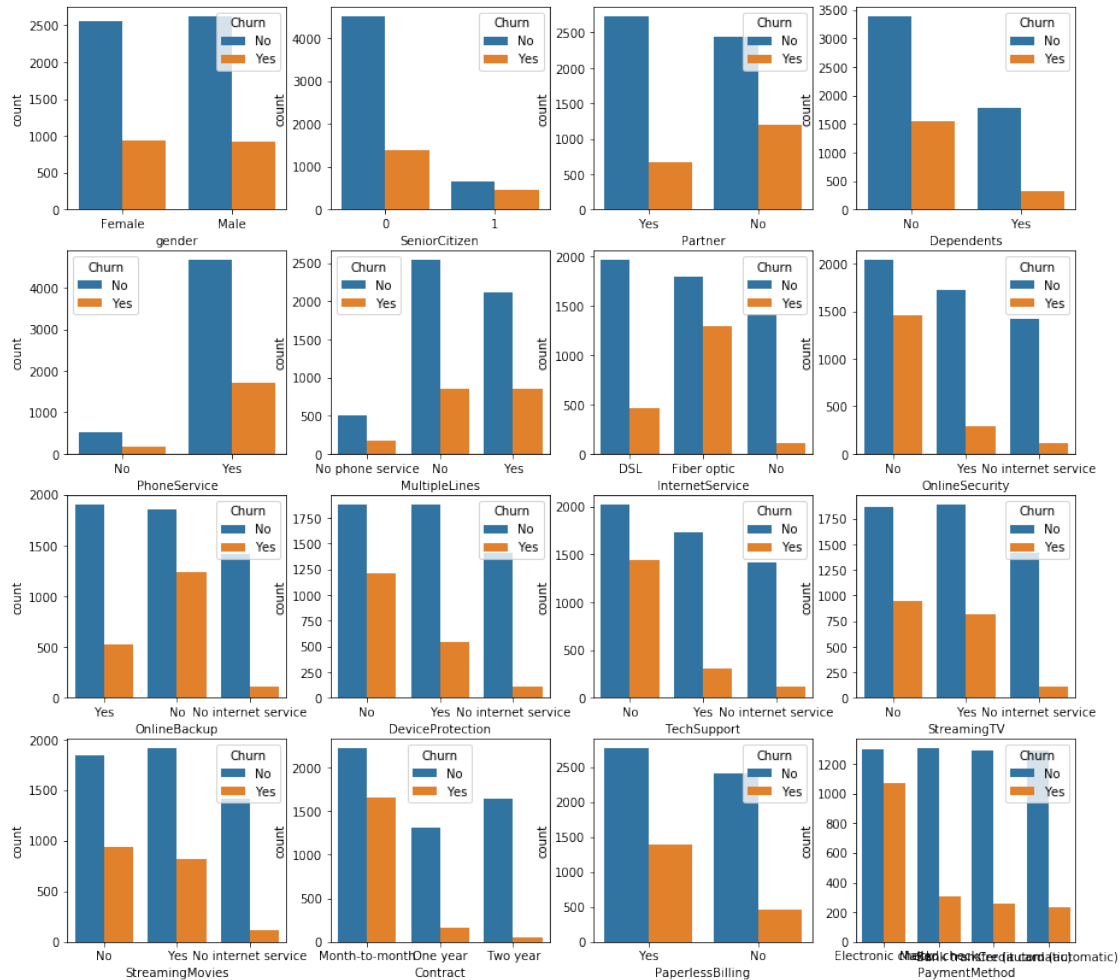 2500
2000
1500
1000
500
0
count
Churn
No
Yes
Female Male
gender
4000
3000
2000
1000
0
count
Churn
No
Yes
0 1
SeniorCitizen
2500
2000
1500
1000
500
0
count
Churn
No
Yes
Yes No
Partner
3500
3000
2500
2000
1500
1000
500
0
count
Churn
No
Yes
No Yes
Dependents
4000
3000
2000
1000
0
count
Churn
No
Yes
No Yes
PhoneService
2500
2000
1500
1000
500
0
count
Churn
No
Yes
No phone service No Yes
MultipleLines
2000
1500
1000
500
0
count
Churn
No
Yes
DSL Fiber optic No
InternetService
2000
1500
1000
500
0
count
Churn
No
Yes
No Yes No internet service
OnlineSecurity
2000
1500
1000
500
0
count
Churn
No
Yes
Yes No No internet service
OnlineBackup
1750
1500
1250
1000
750
500
250
0
count
Churn
No
Yes
No Yes No internet service
DeviceProtection
2000
1500
1000
500
0
count
Churn
No
Yes
No Yes No internet service
TechSupport
1750
1500
1250
1000
750
500
250
0
count
Churn
No
Yes
No Yes No internet service
StreamingTV
2000
1500
1000
500
0
count
Churn
No
Yes
No Yes No internet service
StreamingMovies
2000
1500
1000
500
0
count
Churn
No
Yes
Month-to-month One year Two year
Contract
2500
2000
1500
1000
500
0
count
Churn
No
Yes
Yes No
PaperlessBilling
1200
1000
800
600
400
200
0
count
Churn
No
Yes
Electronic (automatic)
PaymentMethod